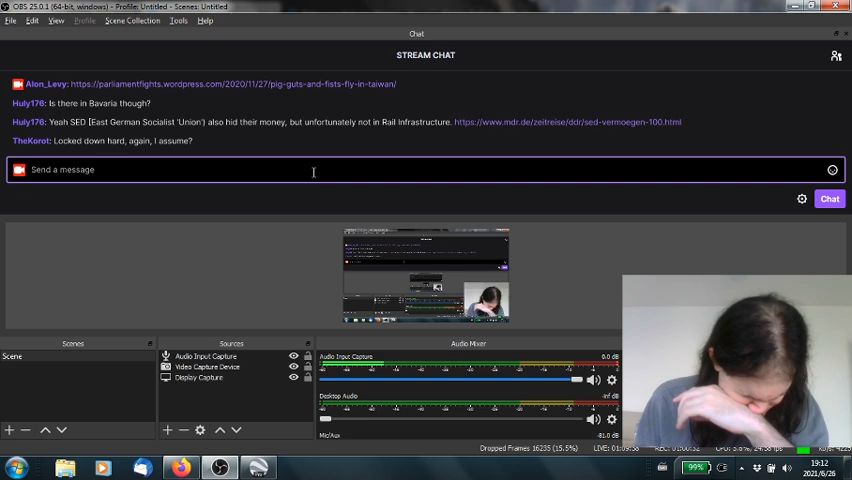 OBS 25.0.1 (64-bit, windows) - Profile: Untitled - Scenes: Untitled
File Edit View Profile Scene Collection Tools Help
Chat
STREAM CHAT
Alon_Levy: https://parliamentfights.wordpress.com/2020/11/27/pig-guts-and-fists-fly-in-taiwan/
Huly176: Is there in Bavaria though?
Huly176: Yeah SED [East German Socialist 'Union') also hid their money, but unfortunately not in Rail Infrastructure. https://www.mdr.de/zeitreise/ddr/sed-vermoegen-100.html
TheKorot: Locked down hard, again, I assume?
Send a message
Chat
Scenes Sources Audio Mixer
Scene
Audio Input Capture
Video Capture Device
Display Capture
Audio Input Capture 0.0 dB
Desktop Audio -inf dB
Mic/Aux -81.0 dB
Dropped Frames 16235 (15.5%)
99%
19:12
2021/6/26